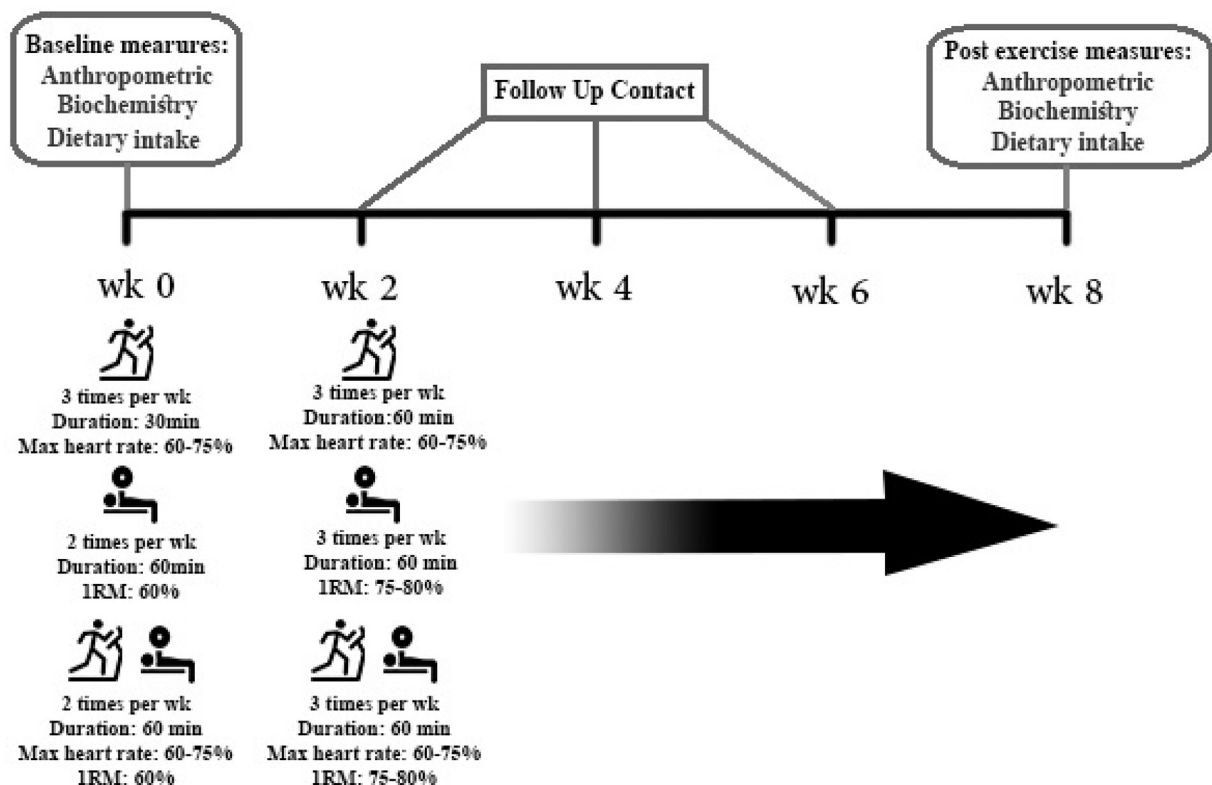 Baseline mearures:
Anthropometric
Biochemistry
Dietary intake
Follow Up Contact
Post exercise measures:
Anthropometric
Biochemistry
Dietary intake
wk 0
wk 2
wk 4
wk 6
wk 8
3 times per wk
Duration: 30min
Max heart rate: 60-75%
3 times per wk
Duration:60 min
Max heart rate: 60-75%
2 times per wk
Duration: 60min
1RM: 60%
3 times per wk
Duration: 60 min
1RM: 75-80%
2 times per wk
Duration: 60 min
Max heart rate: 60-75%
1RM: 60%
3 times per wk
Duration: 60 min
Max heart rate: 60-75%
1RM: 75-80%